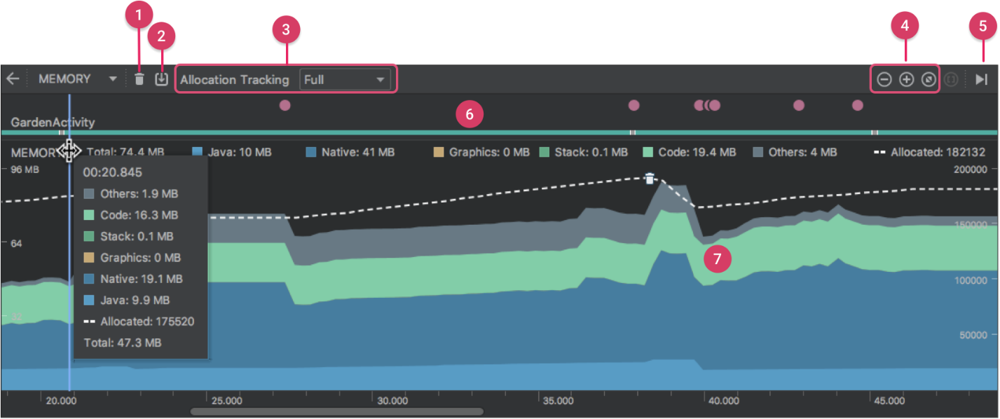 1
2
3
4
5
MEMORY
Allocation Tracking Full
6
GardenActivity
MEMORY Total: 74.4 MB Java: 10 MB Native: 41 MB Graphics: 0 MB Stack: 0.1 MB Code: 19.4 MB Others: 4 MB Allocated: 182132
96 MB
200000
00:20.845
Others: 1.9 MB
Code: 16.3 MB
150000
Stack: 0.1 MB
64
Graphics: 0 MB
7
Native: 19.1 MB
100000
Java: 9.9 MB
32
Allocated: 175520
50000
Total: 47.3 MB
20.000 25.000 30.000 35.000 40.000 45.000